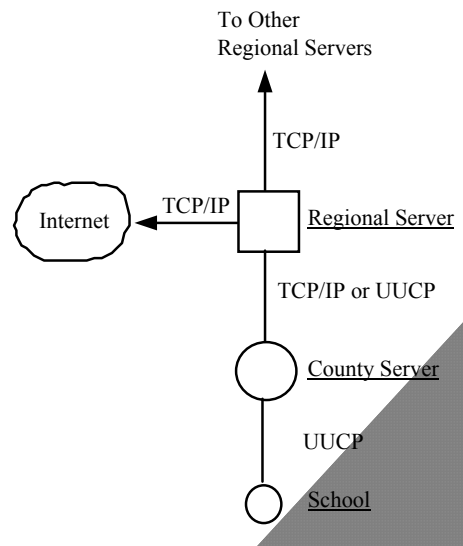 To Other
Regional Servers
TCP/IP
TCP/IP
Internet
Regional Server
TCP/IP or UUCP
County Server
UUCP
School